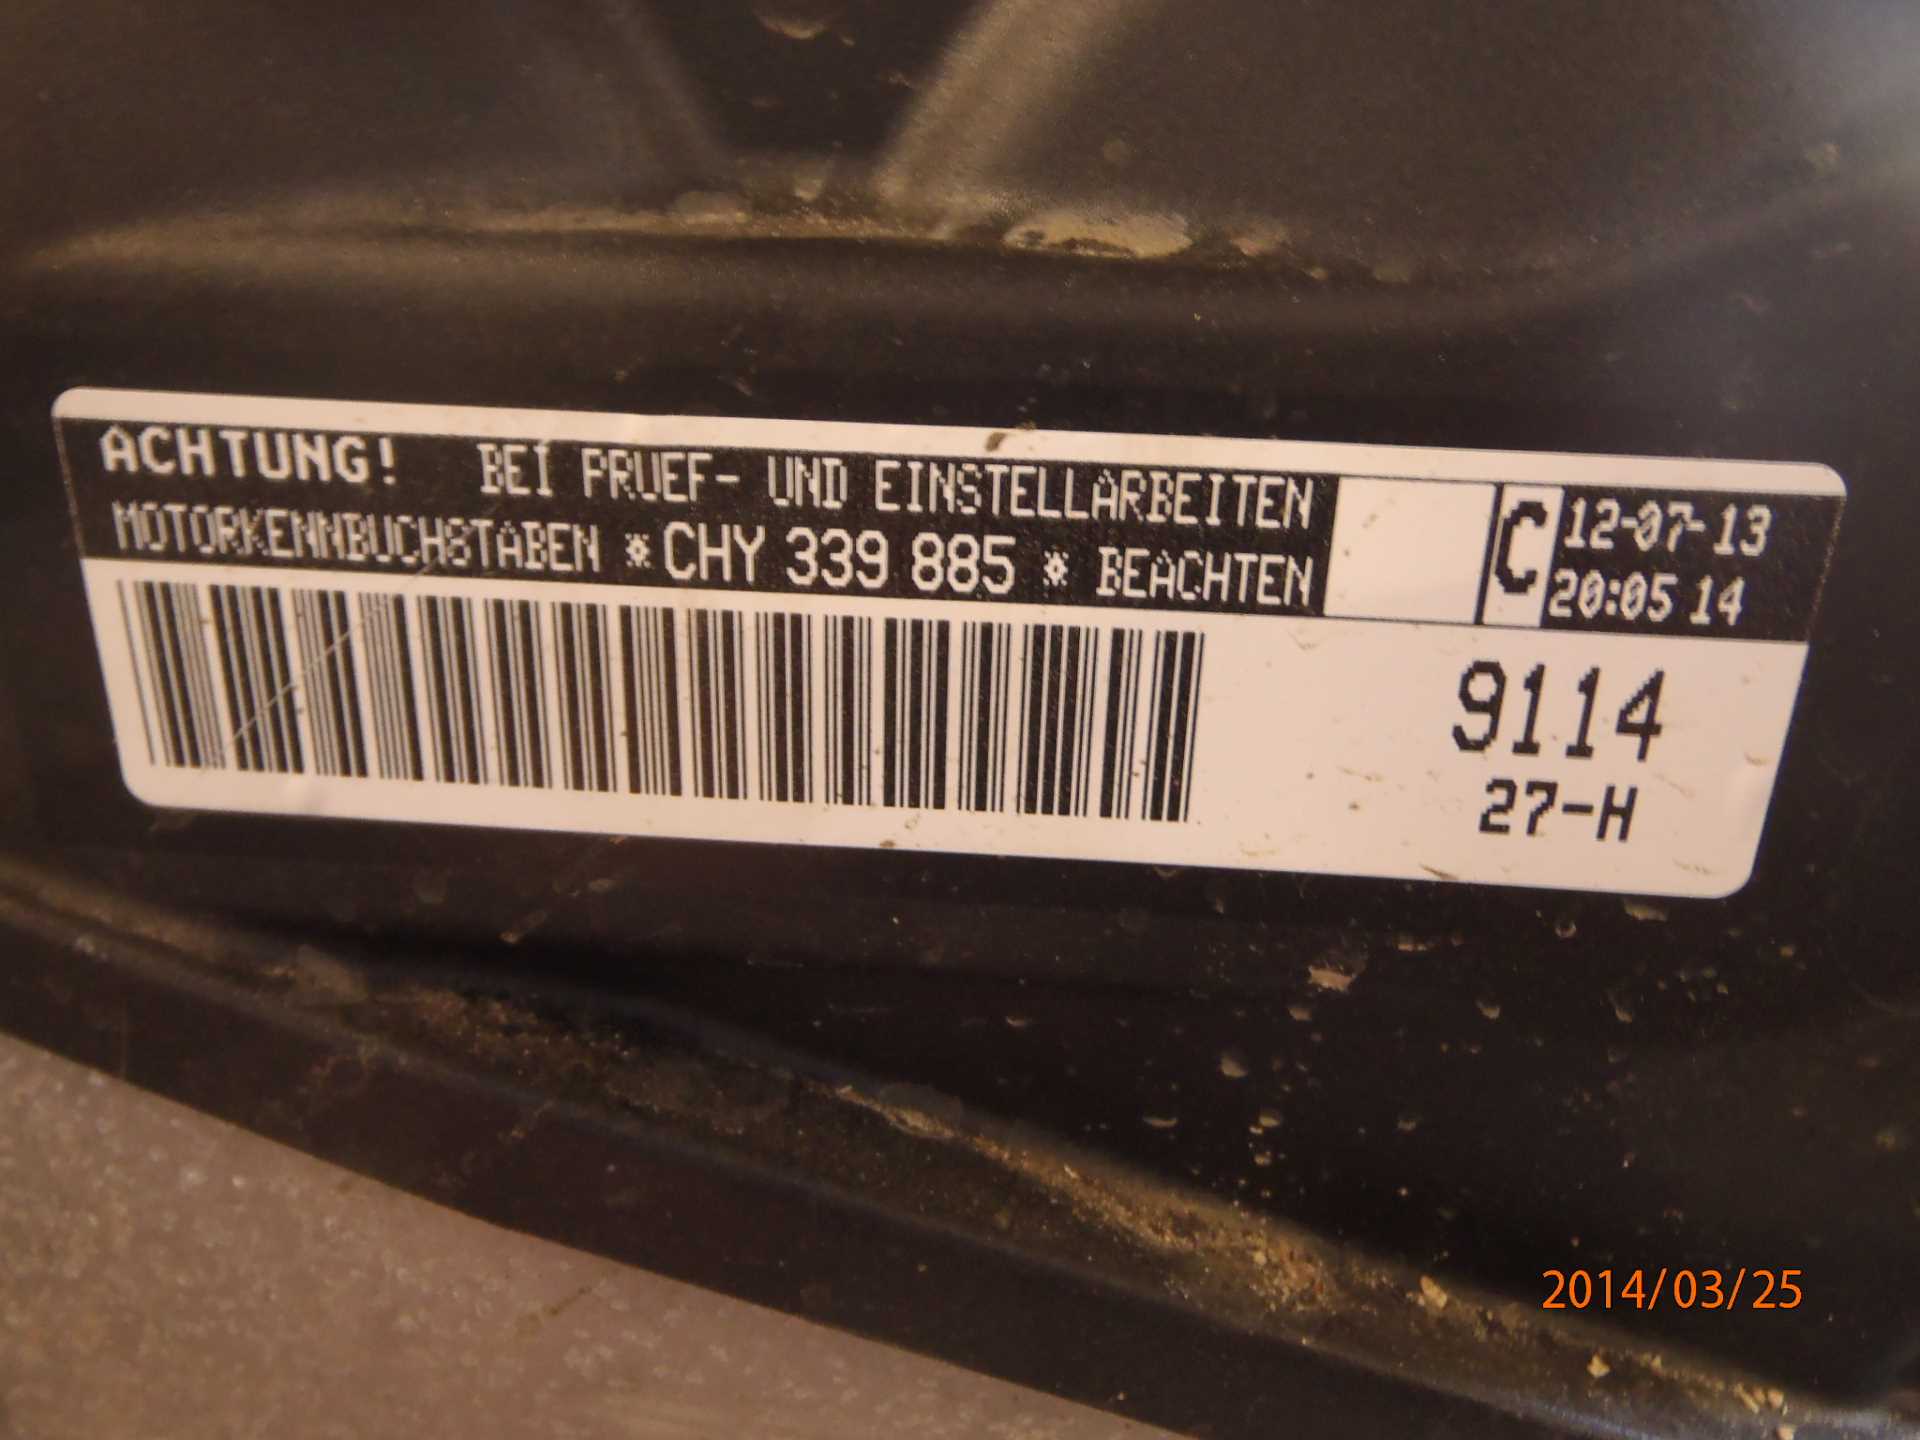 ACHTUNG! BEI PRUEF- UND EINSTELLARBEITEN
MOTORKENNBUCHSTABEN * CHY 339 885 * BEACHTEN
C
12-07-13
20:05 14
9114
27-H
2014/03/25